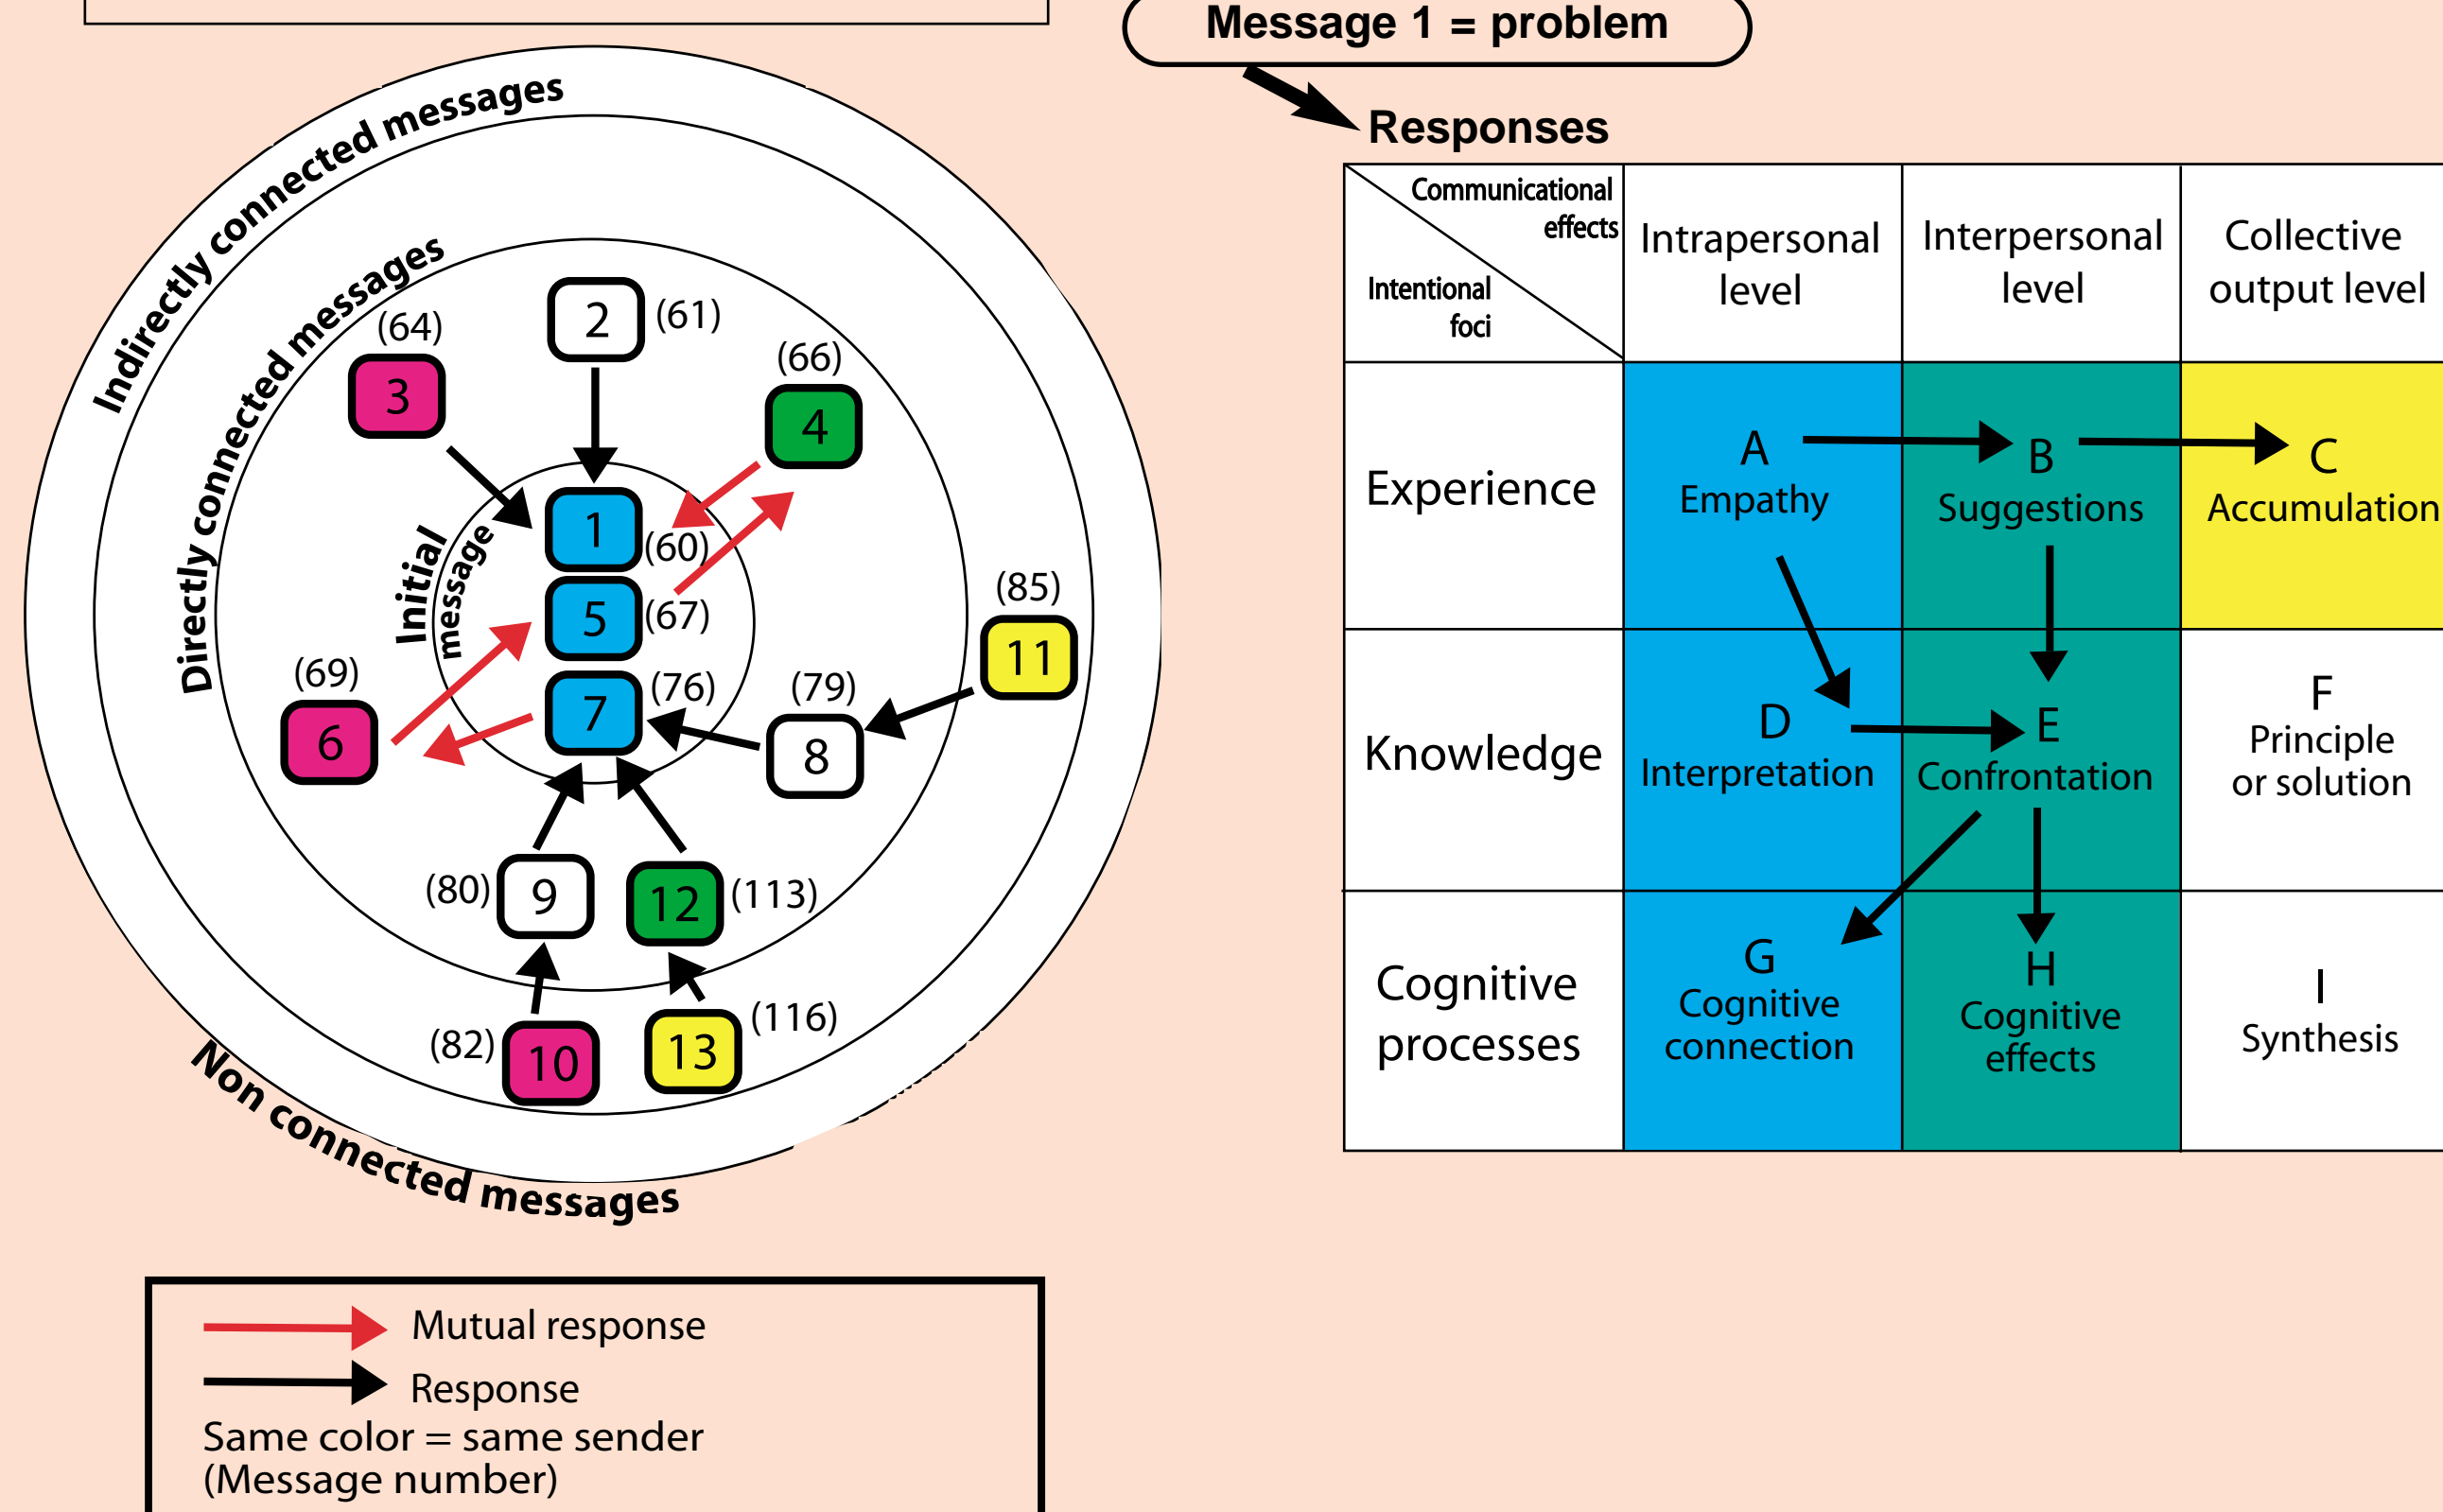 Message 1 = problem
Responses
Indirectly connected messages
Directly connected messages
Initial
message
Non connected messages
2
(61)
(64)
3
(66)
4
1
(60)
5
(67)
(85)
11
(69)
6
7
(76)
(79)
8
(80)
9
12
(113)
(82)
10
13
(116)
Communicational
effects
Intentional
foci
Intrapersonal
level
Interpersonal
level
Collective
output level
Experience
A
Empathy
B
Suggestions
C
Accumulation
Knowledge
D
Interpretation
E
Confrontation
F
Principle
or solution
Cognitive
processes
G
Cognitive
connection
H
Cognitive
effects
I
Synthesis
Mutual response
Response
Same color = same sender
(Message number)